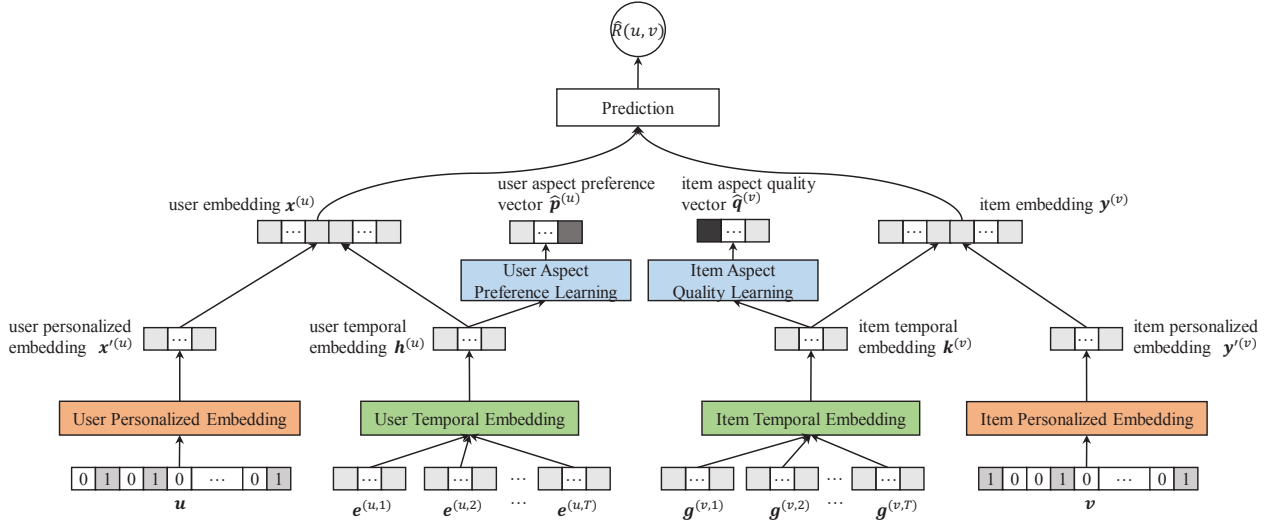 R̂(u, v)
Prediction
user embedding x^(u)
user aspect preference
vector p̂^(u)
item aspect quality
vector q̂^(v)
item embedding y^(v)
... ...
...
...
... ...
User Aspect
Preference Learning
Item Aspect
Quality Learning
user personalized
embedding x′^(u)
...
user temporal
embedding h^(u)
...
...
item temporal
embedding k^(v)
...
item personalized
embedding y′^(v)
User Personalized Embedding
User Temporal Embedding
Item Temporal Embedding
Item Personalized Embedding
0 1 0 1 0 ... 0 1
... ... ... ...
... ... ... ...
1 0 0 1 0 ... 0 1
u
e^(u,1) e^(u,2) ... e^(u,T)
g^(v,1) g^(v,2) ... g^(v,T)
v